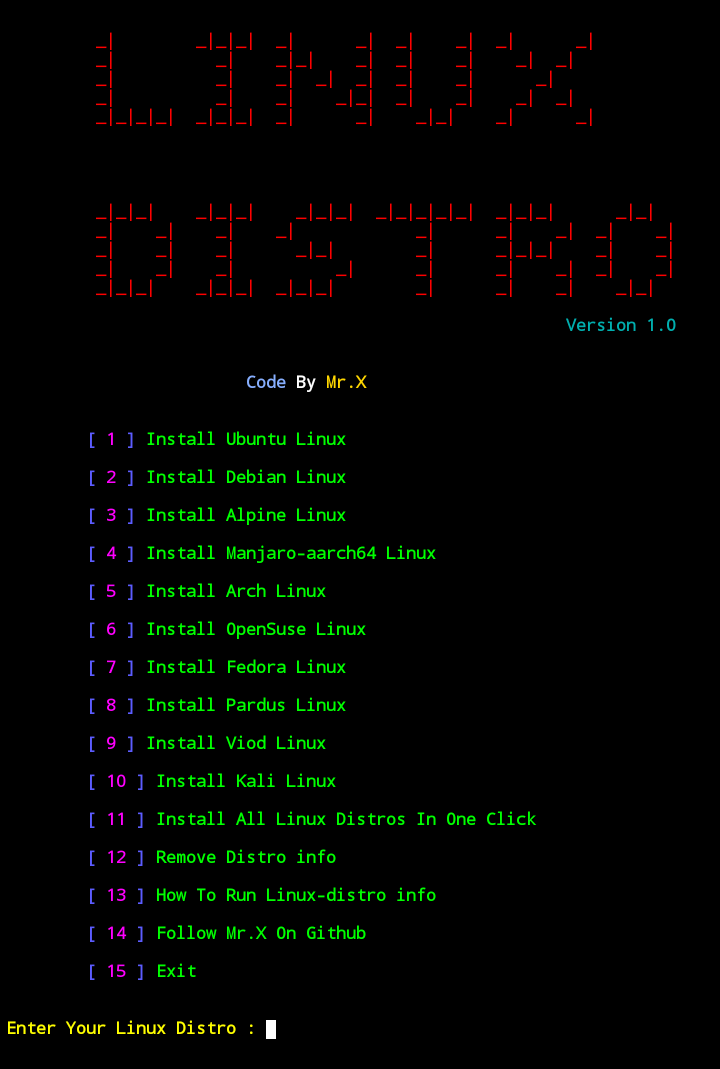 LINUX
DISTRO
Version 1.0
Code By Mr.X
[ 1 ] Install Ubuntu Linux
[ 2 ] Install Debian Linux
[ 3 ] Install Alpine Linux
[ 4 ] Install Manjaro-aarch64 Linux
[ 5 ] Install Arch Linux
[ 6 ] Install OpenSuse Linux
[ 7 ] Install Fedora Linux
[ 8 ] Install Pardus Linux
[ 9 ] Install Viod Linux
[ 10 ] Install Kali Linux
[ 11 ] Install All Linux Distros In One Click
[ 12 ] Remove Distro info
[ 13 ] How To Run Linux-distro info
[ 14 ] Follow Mr.X On Github
[ 15 ] Exit
Enter Your Linux Distro :